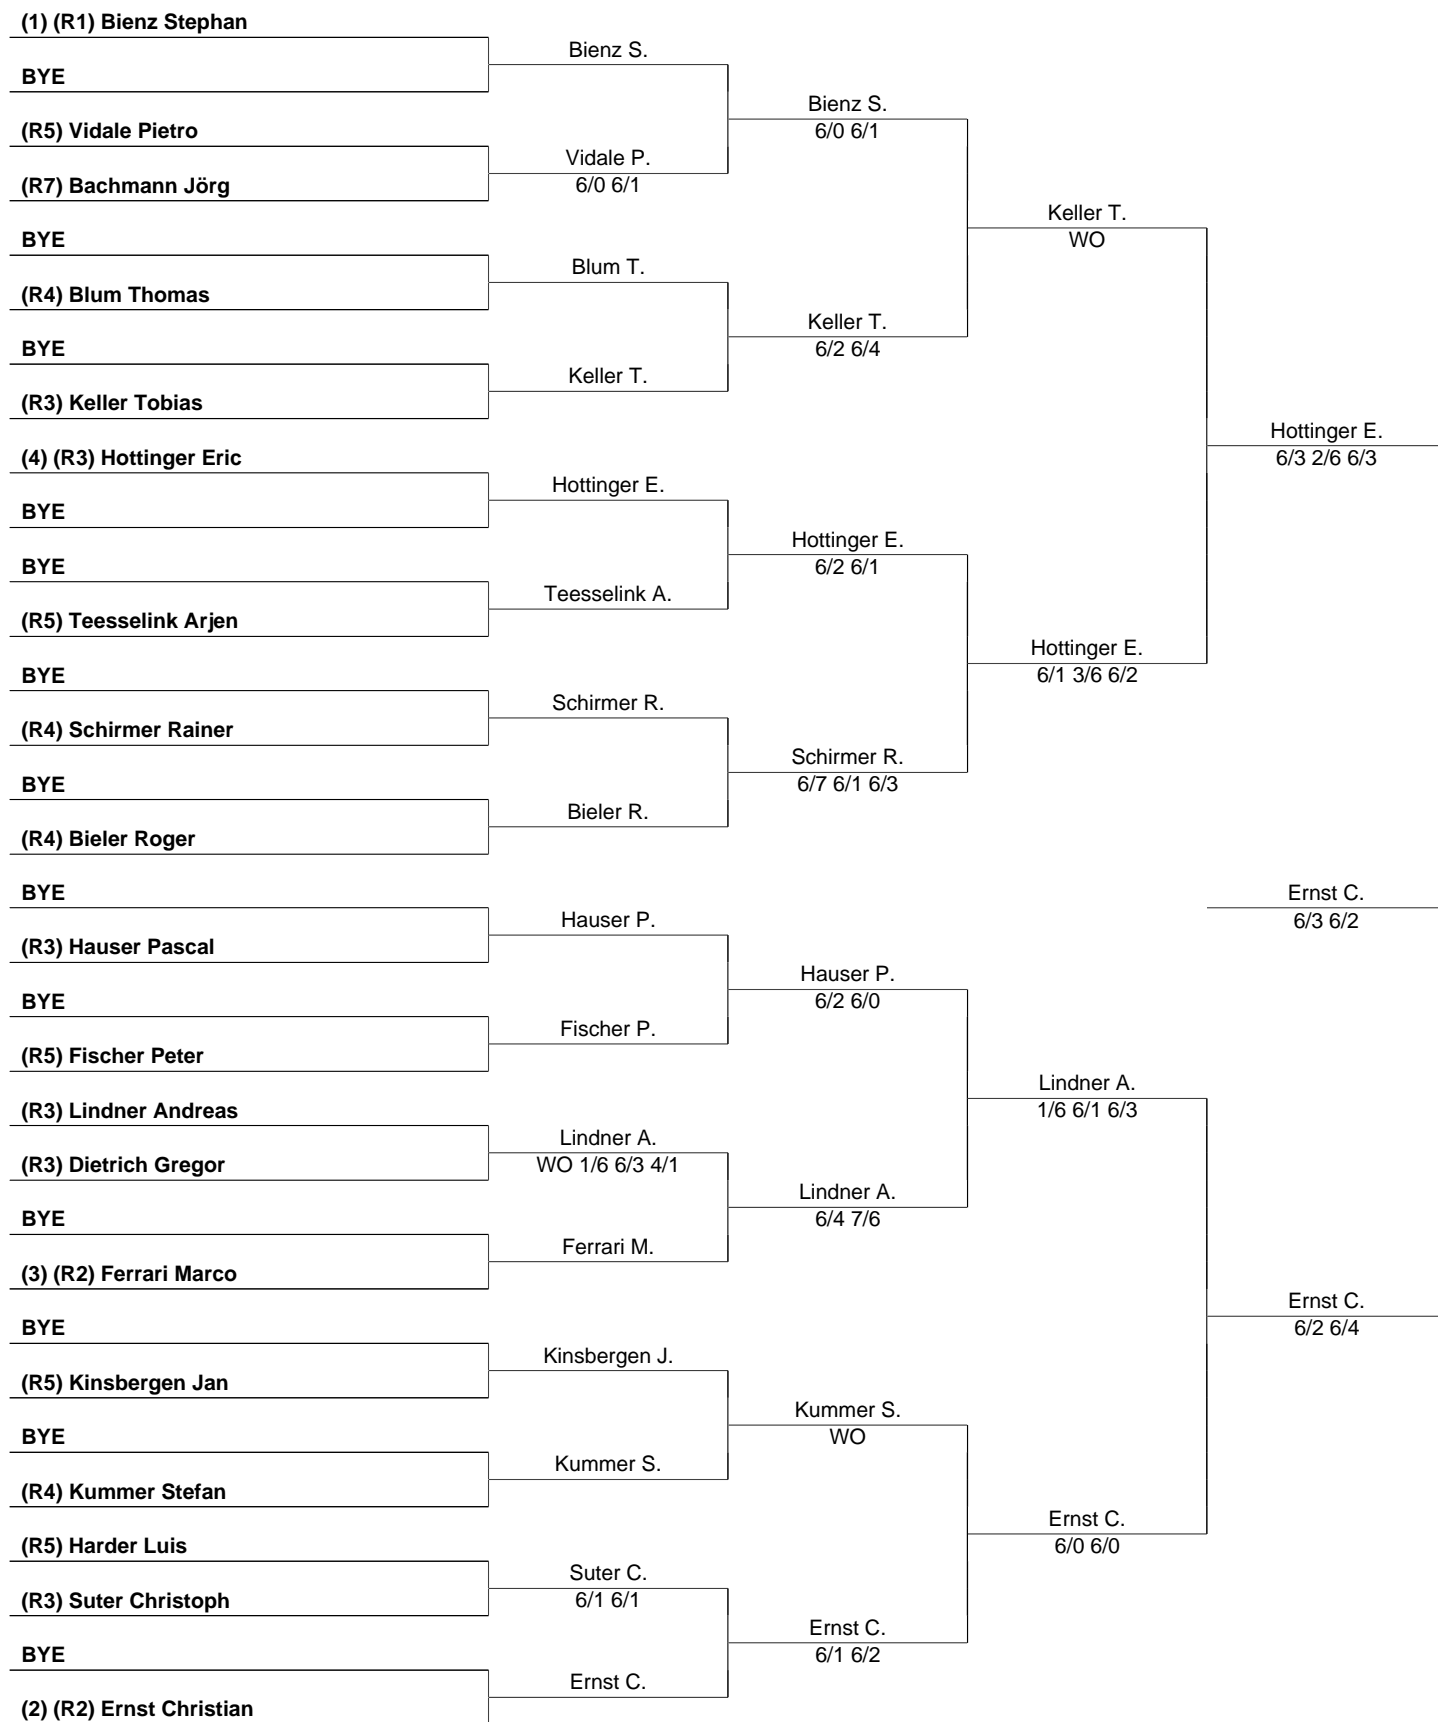 (1) (R1) Bienz Stephan
Bienz S.
BYE
Bienz S.
6/0 6/1
(R5) Vidale Pietro
Vidale P.
6/0 6/1
(R7) Bachmann Jörg
Keller T.
WO
BYE
Blum T.
(R4) Blum Thomas
Keller T.
6/2 6/4
BYE
Keller T.
(R3) Keller Tobias
Hottinger E.
6/3 2/6 6/3
(4) (R3) Hottinger Eric
Hottinger E.
BYE
Hottinger E.
6/2 6/1
BYE
Teesselink A.
(R5) Teesselink Arjen
Hottinger E.
6/1 3/6 6/2
BYE
Schirmer R.
(R4) Schirmer Rainer
Schirmer R.
6/7 6/1 6/3
BYE
Bieler R.
(R4) Bieler Roger
BYE
Ernst C.
6/3 6/2
Hauser P.
(R3) Hauser Pascal
Hauser P.
6/2 6/0
BYE
Fischer P.
(R5) Fischer Peter
Lindner A.
1/6 6/1 6/3
(R3) Lindner Andreas
Lindner A.
WO 1/6 6/3 4/1
(R3) Dietrich Gregor
Lindner A.
6/4 7/6
BYE
Ferrari M.
(3) (R2) Ferrari Marco
Ernst C.
6/2 6/4
BYE
Kinsbergen J.
(R5) Kinsbergen Jan
Kummer S.
WO
BYE
Kummer S.
(R4) Kummer Stefan
Ernst C.
6/0 6/0
(R5) Harder Luis
Suter C.
6/1 6/1
(R3) Suter Christoph
Ernst C.
6/1 6/2
BYE
Ernst C.
(2) (R2) Ernst Christian